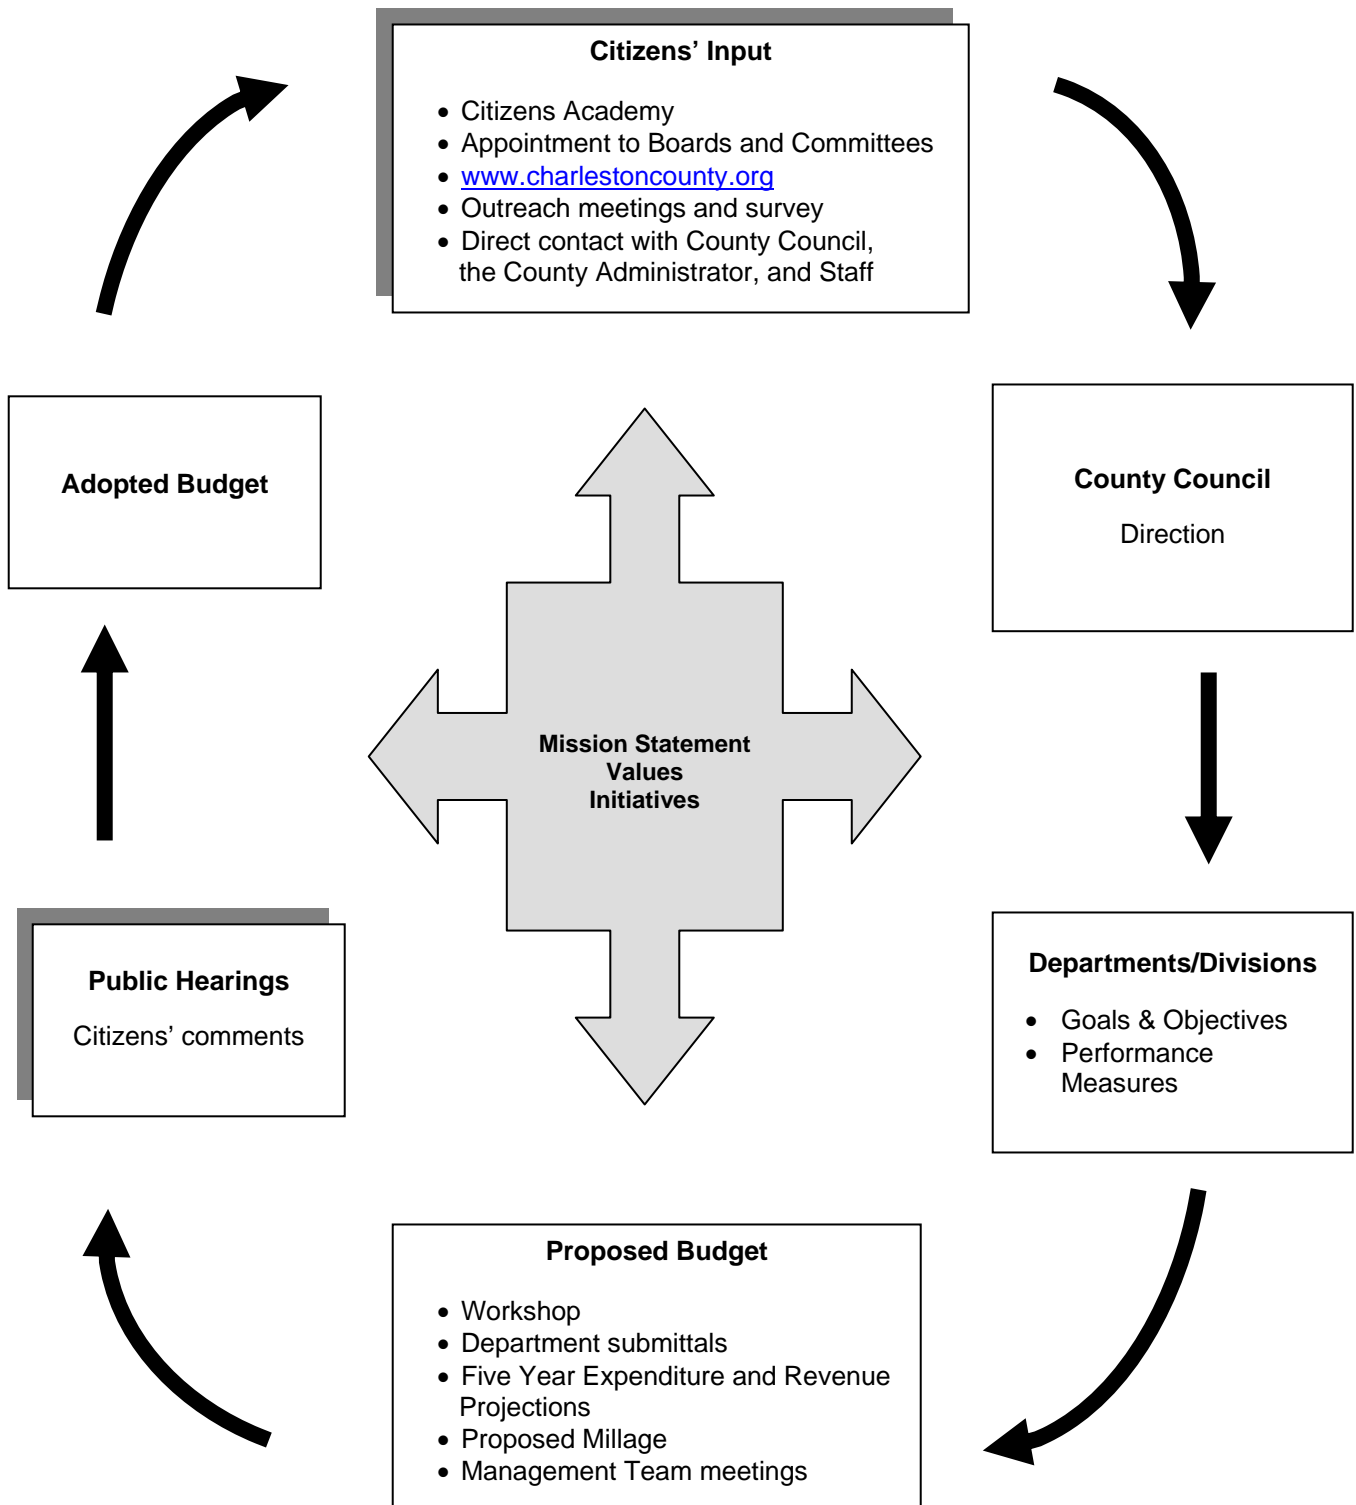 Citizens’ Input
• Citizens Academy
• Appointment to Boards and Committees
• www.charlestoncounty.org
• Outreach meetings and survey
• Direct contact with County Council,
the County Administrator, and Staff
County Council
Direction
Departments/Divisions
• Goals & Objectives
• Performance
Measures
Proposed Budget
• Workshop
• Department submittals
• Five Year Expenditure and Revenue
Projections
• Proposed Millage
• Management Team meetings
Public Hearings
Citizens’ comments
Adopted Budget
Mission Statement
Values
Initiatives